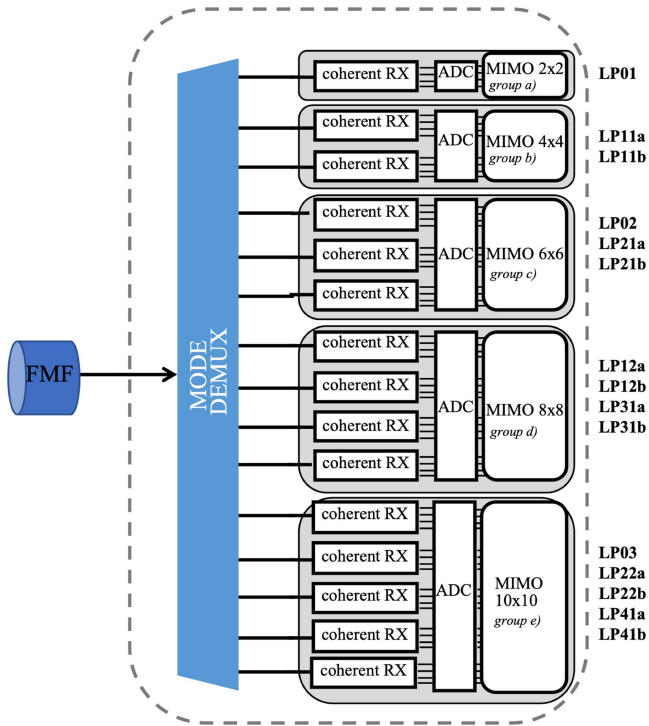 coherent RX
ADC
MIMO 2x2
group a)
LP01
coherent RX
coherent RX
ADC
MIMO 4x4
group b)
LP11a
LP11b
coherent RX
coherent RX
coherent RX
ADC
MIMO 6x6
group c)
LP02
LP21a
LP21b
FMF
MODE
DEMUX
coherent RX
coherent RX
coherent RX
coherent RX
ADC
MIMO 8x8
group d)
LP12a
LP12b
LP31a
LP31b
coherent RX
coherent RX
coherent RX
coherent RX
coherent RX
ADC
MIMO
10x10
group e)
LP03
LP22a
LP22b
LP41a
LP41b